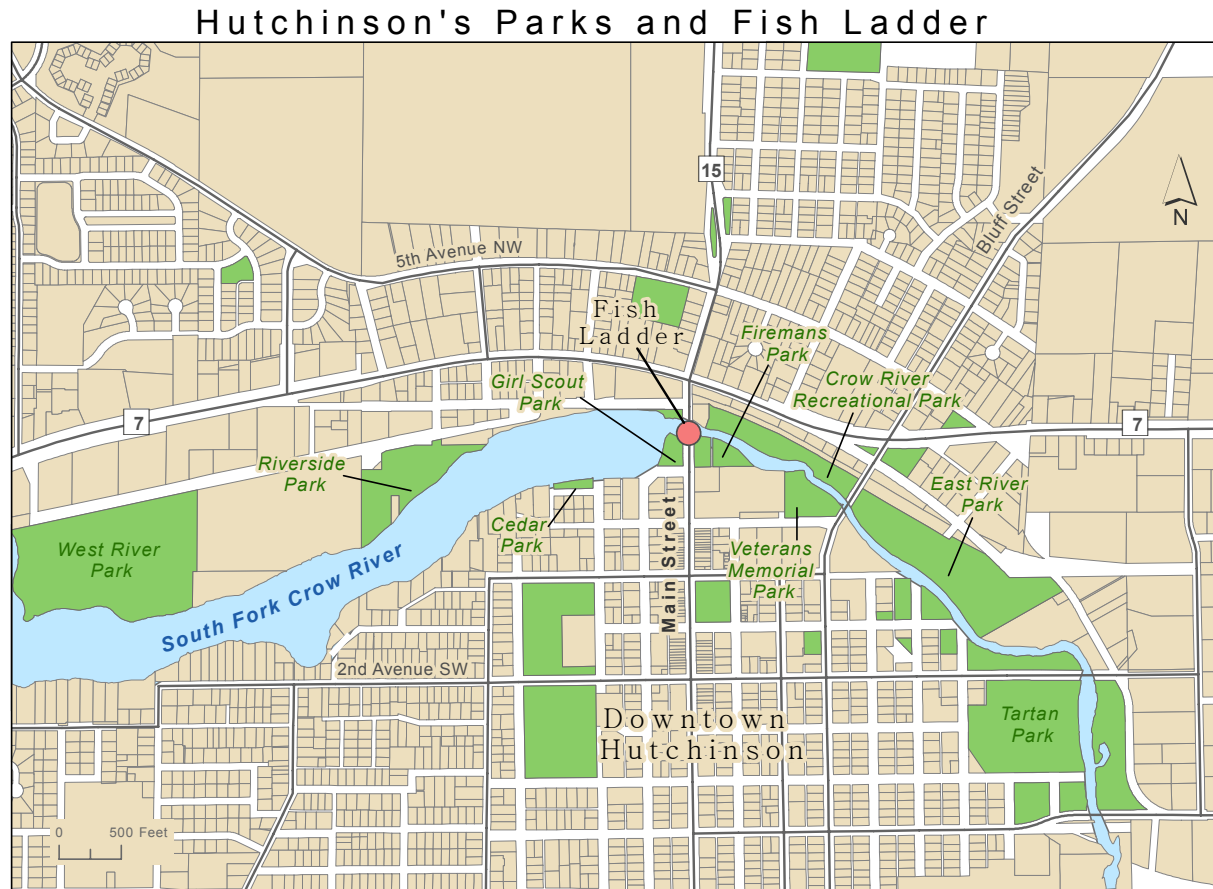 Hutchinson's Parks and Fish Ladder
15
Bluff Street
N
5th Avenue NW
Fish
Ladder
Firemans
Park
Girl Scout
Park
Crow River
Recreational Park
7
7
Riverside
Park
East River
Park
Cedar
Park
Main Street
West River
Park
Veterans
Memorial
Park
South Fork Crow River
2nd Avenue SW
Downtown
Hutchinson
Tartan
Park
0 500 Feet